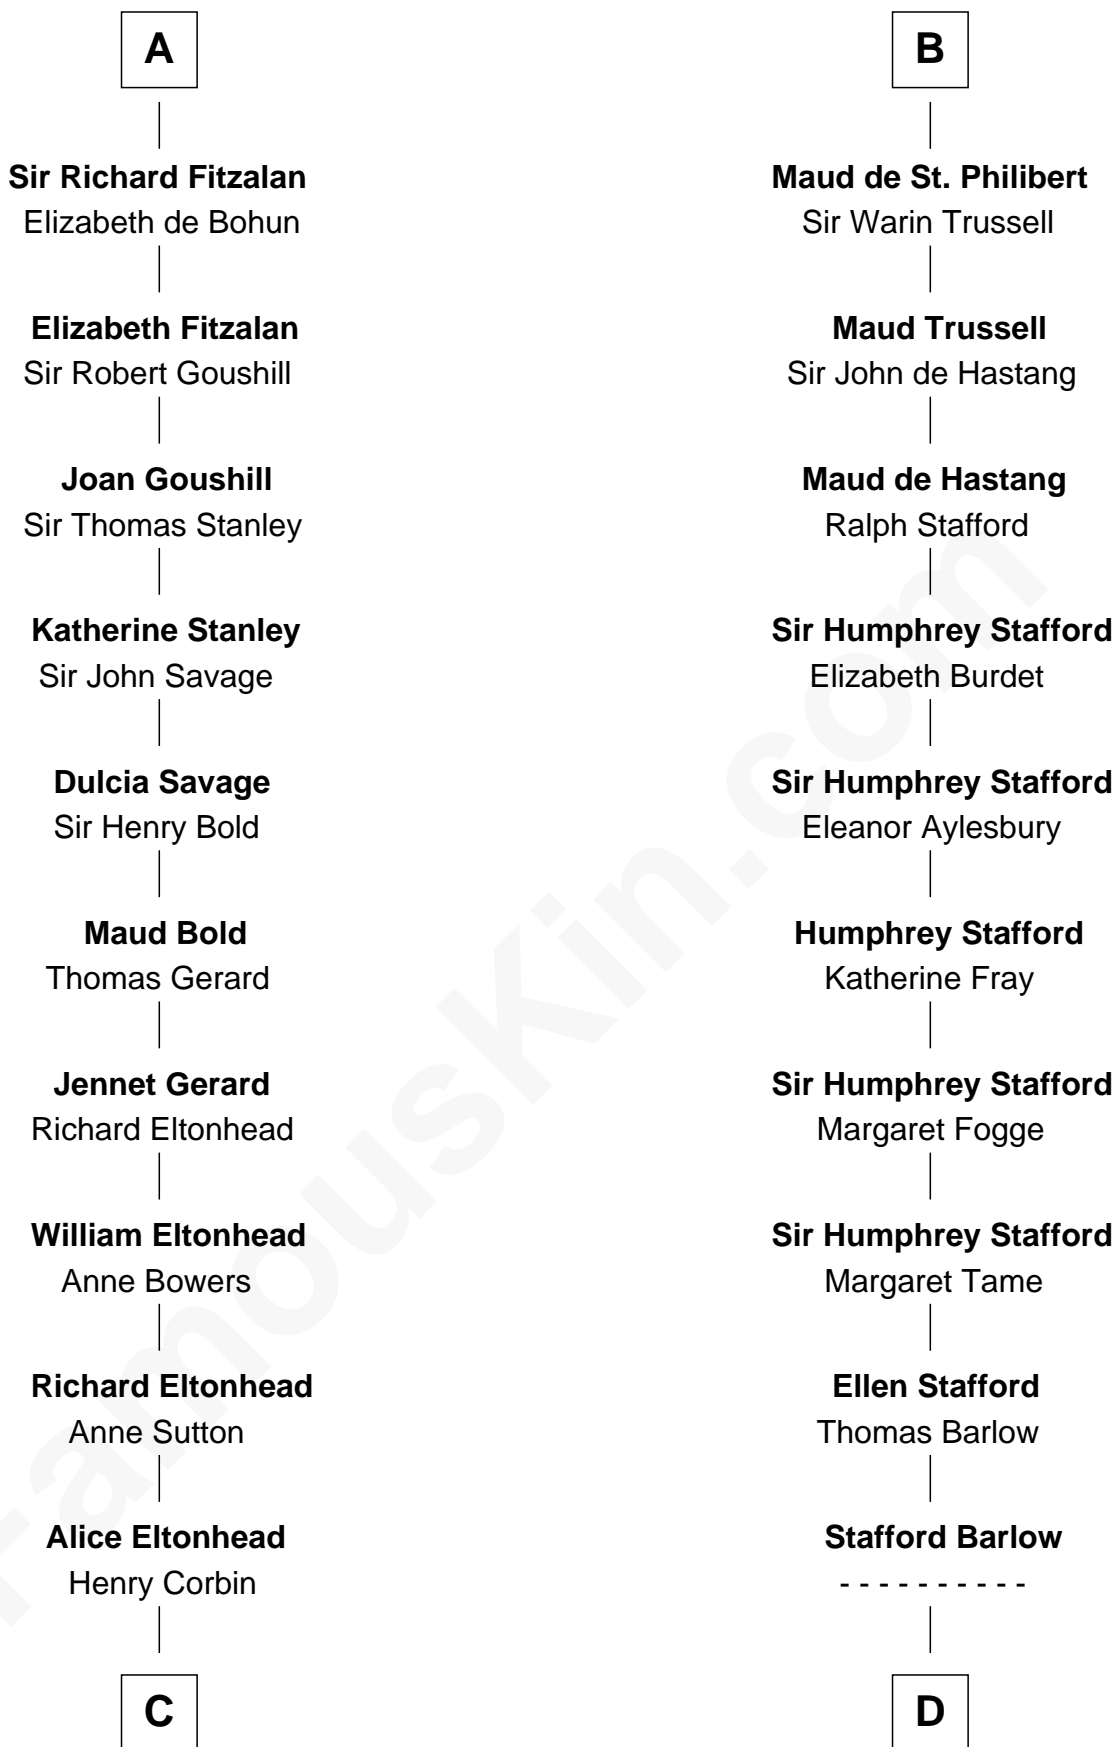 A
Sir Richard Fitzalan
Elizabeth de Bohun
Elizabeth Fitzalan
Sir Robert Goushill
Joan Goushill
Sir Thomas Stanley
Katherine Stanley
Sir John Savage
Dulcia Savage
Sir Henry Bold
Maud Bold
Thomas Gerard
Jennet Gerard
Richard Eltonhead
William Eltonhead
Anne Bowers
Richard Eltonhead
Anne Sutton
Alice Eltonhead
Henry Corbin
C
B
Maud de St. Philibert
Sir Warin Trussell
Maud Trussell
Sir John de Hastang
Maud de Hastang
Ralph Stafford
Sir Humphrey Stafford
Elizabeth Burdet
Sir Humphrey Stafford
Eleanor Aylesbury
Humphrey Stafford
Katherine Fray
Sir Humphrey Stafford
Margaret Fogge
Sir Humphrey Stafford
Margaret Tame
Ellen Stafford
Thomas Barlow
Stafford Barlow
- - - - - - - - - -
D
FamousKin.com